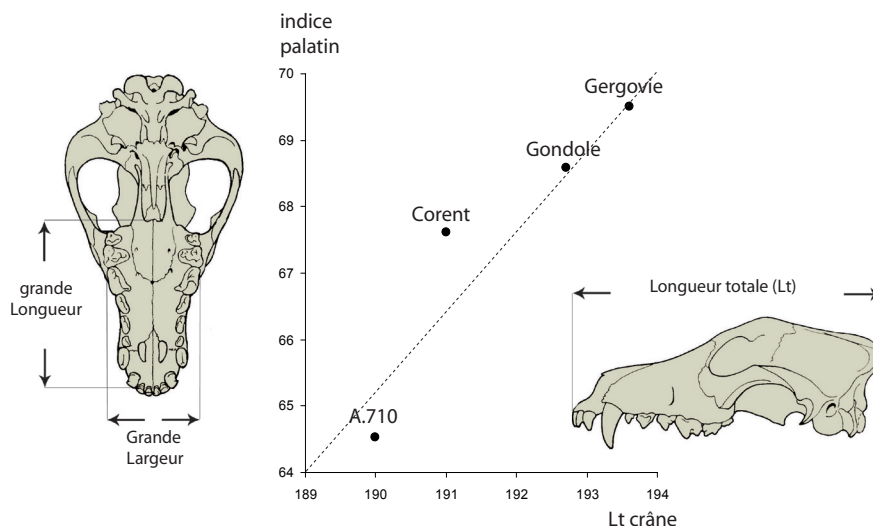 indice
palatin
70
69
68
67
66
65
64
189 190 191 192 193 194
Lt crâne
Gergovie
Gondole
Corent
A.710
grande
Longueur
Grande
Largeur
Longueur totale (Lt)